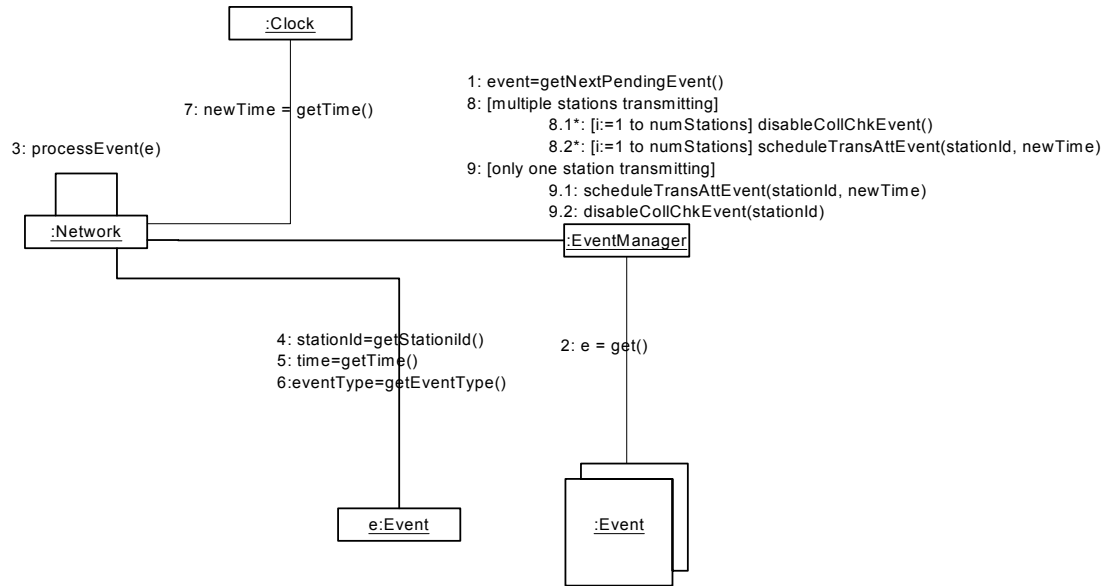 :Clock
1: event=getNextPendingEvent()
8: [multiple stations transmitting]
7: newTime = getTime()
8.1*: [i:=1 to numStations] disableCollChkEvent()
8.2*: [i:=1 to numStations] scheduleTransAttEvent(stationId, newTime)
3: processEvent(e)
9: [only one station transmitting]
9.1: scheduleTransAttEvent(stationId, newTime)
9.2: disableCollChkEvent(stationId)
:Network
:EventManager
4: stationId=getStationiId()
5: time=getTime()
6:eventType=getEventType()
2: e = get()
e:Event
:Event